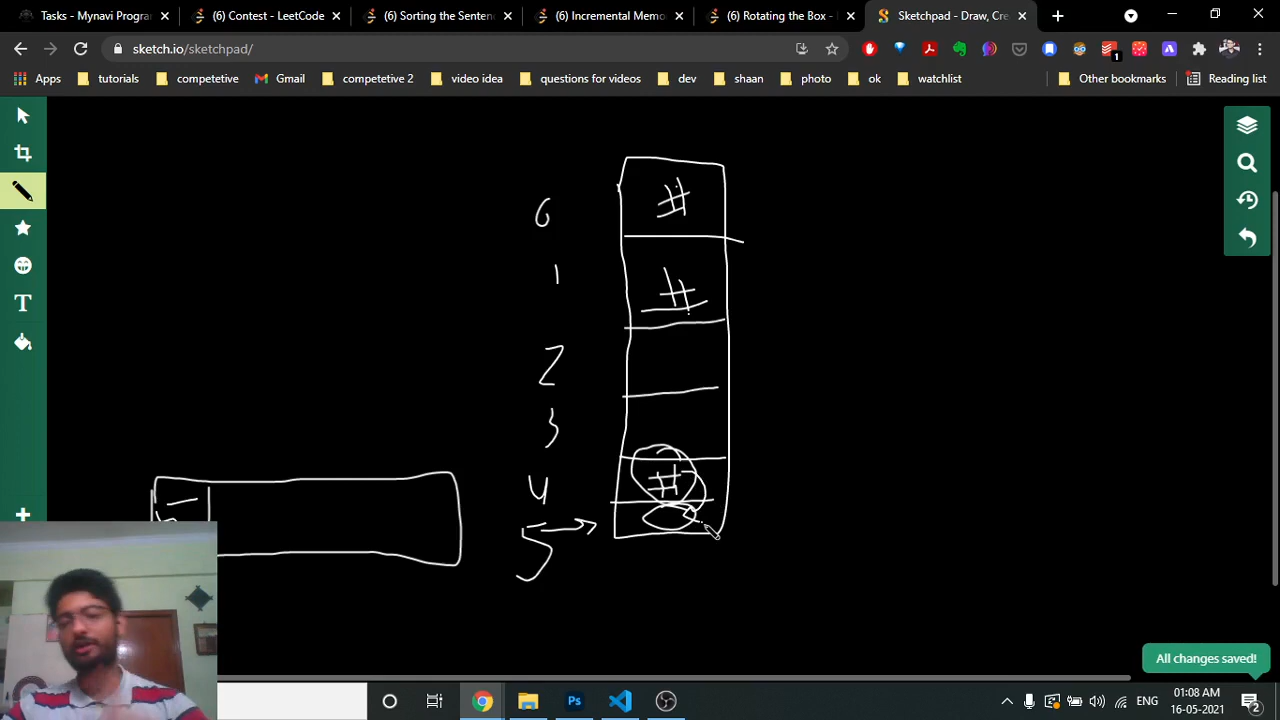 Tasks - Mynavi Progra
(6) Contest - LeetCode
(6) Sorting the Sentenc
(6) Incremental Memo
(6) Rotating the Box -
Sketchpad - Draw, Cre
sketch.io/sketchpad/
1
Apps
tutorials
competetive
Gmail
competetive 2
video idea
questions for videos
dev
shaan
photo
ok
watchlist
Other bookmarks
Reading list
T
0
#
1
#
2
3
4
#
5
All changes saved!
ENG
01:08 AM
16-05-2021
2